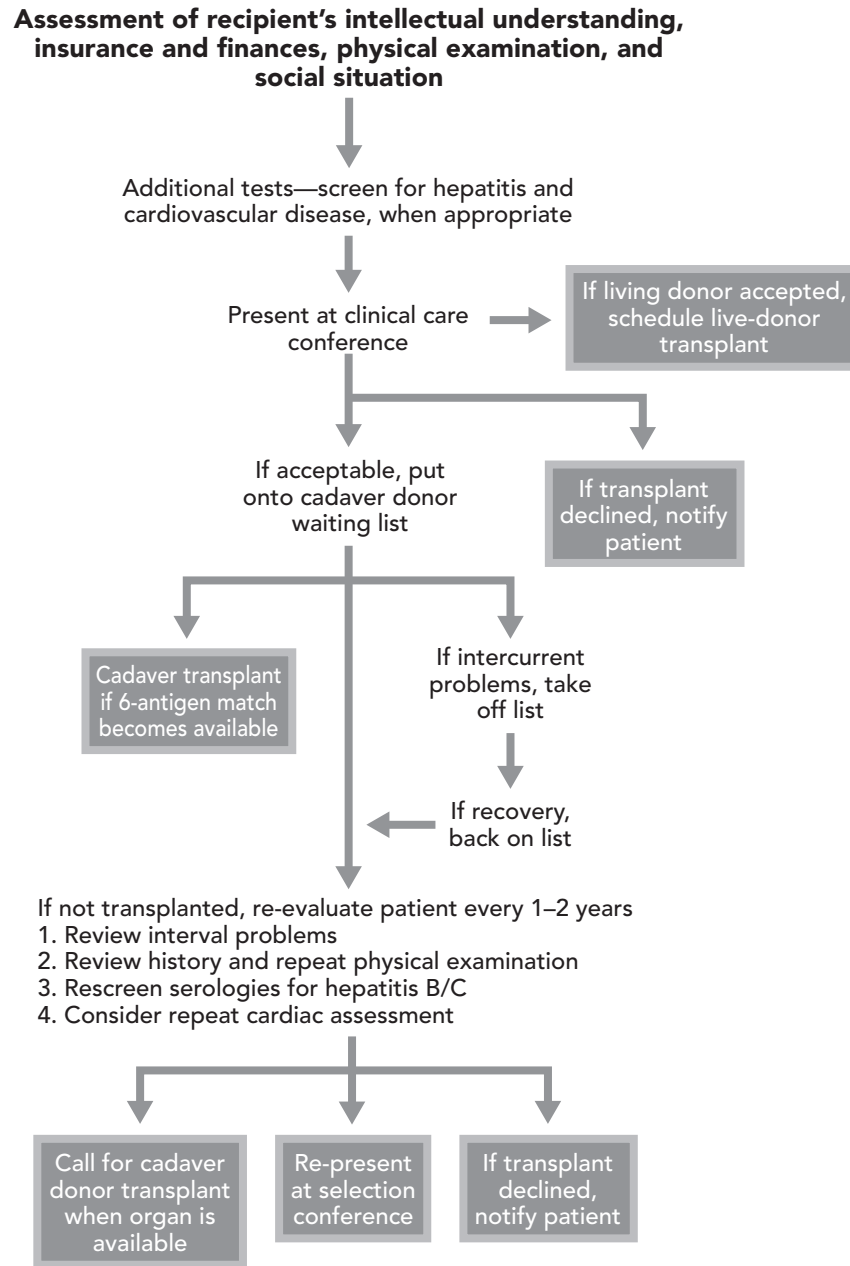 Assessment of recipient's intellectual understanding,
insurance and finances, physical examination, and
social situation
Additional tests—screen for hepatitis and
cardiovascular disease, when appropriate
Present at clinical care
conference
If living donor accepted,
schedule live-donor
transplant
If acceptable, put
onto cadaver donor
waiting list
If transplant
declined, notify
patient
Cadaver transplant
if 6-antigen match
becomes available
If intercurrent
problems, take
off list
If recovery,
back on list
If not transplanted, re-evaluate patient every 1–2 years
1. Review interval problems
2. Review history and repeat physical examination
3. Rescreen serologies for hepatitis B/C
4. Consider repeat cardiac assessment
Call for cadaver
donor transplant
when organ is
available
Re-present
at selection
conference
If transplant
declined,
notify patient